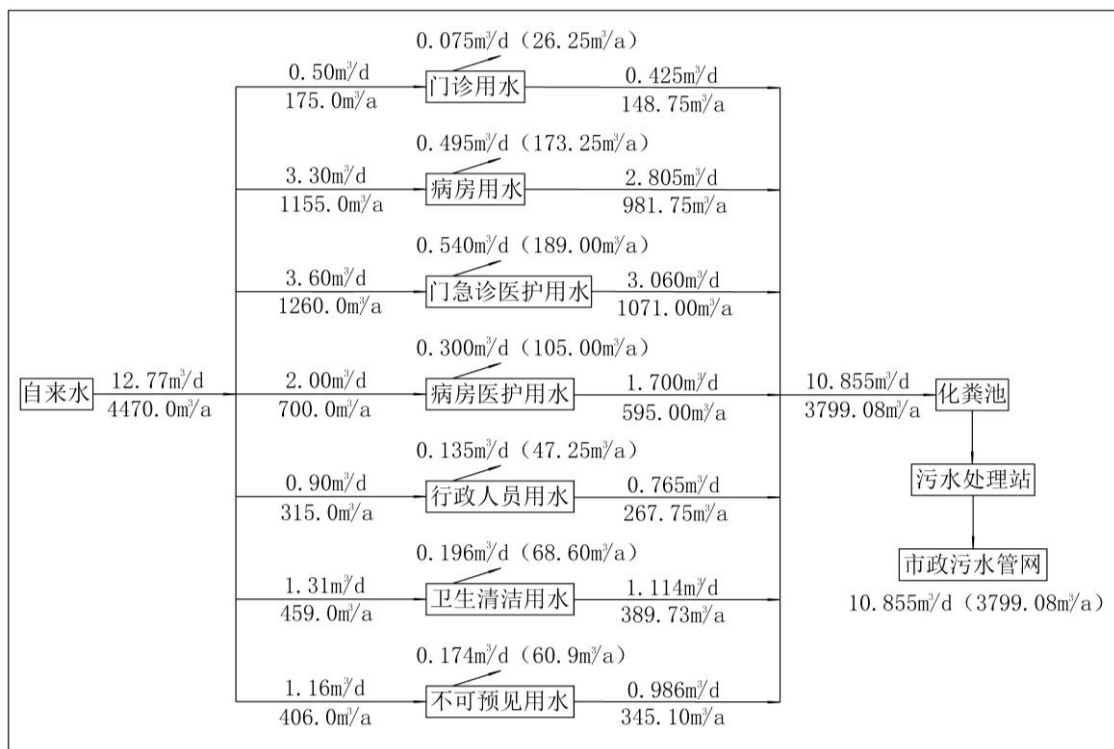 0.075m³/d（26.25m³/a）
0.50m³/d
175.0m³/a
门诊用水
0.425m³/d
148.75m³/a
0.495m³/d（173.25m³/a）
3.30m³/d
1155.0m³/a
病房用水
2.805m³/d
981.75m³/a
0.540m³/d（189.00m³/a）
3.60m³/d
1260.0m³/a
门急诊医护用水
3.060m³/d
1071.00m³/a
自来水
12.77m³/d
4470.0m³/a
0.300m³/d（105.00m³/a）
2.00m³/d
700.0m³/a
病房医护用水
1.700m³/d
595.00m³/a
10.855m³/d
3799.08m³/a
化粪池
0.135m³/d（47.25m³/a）
0.90m³/d
315.0m³/a
行政人员用水
0.765m³/d
267.75m³/a
污水处理站
0.196m³/d（68.60m³/a）
1.31m³/d
459.0m³/a
卫生清洁用水
1.114m³/d
389.73m³/a
市政污水管网
10.855m³/d（3799.08m³/a）
0.174m³/d（60.9m³/a）
1.16m³/d
406.0m³/a
不可预见用水
0.986m³/d
345.10m³/a